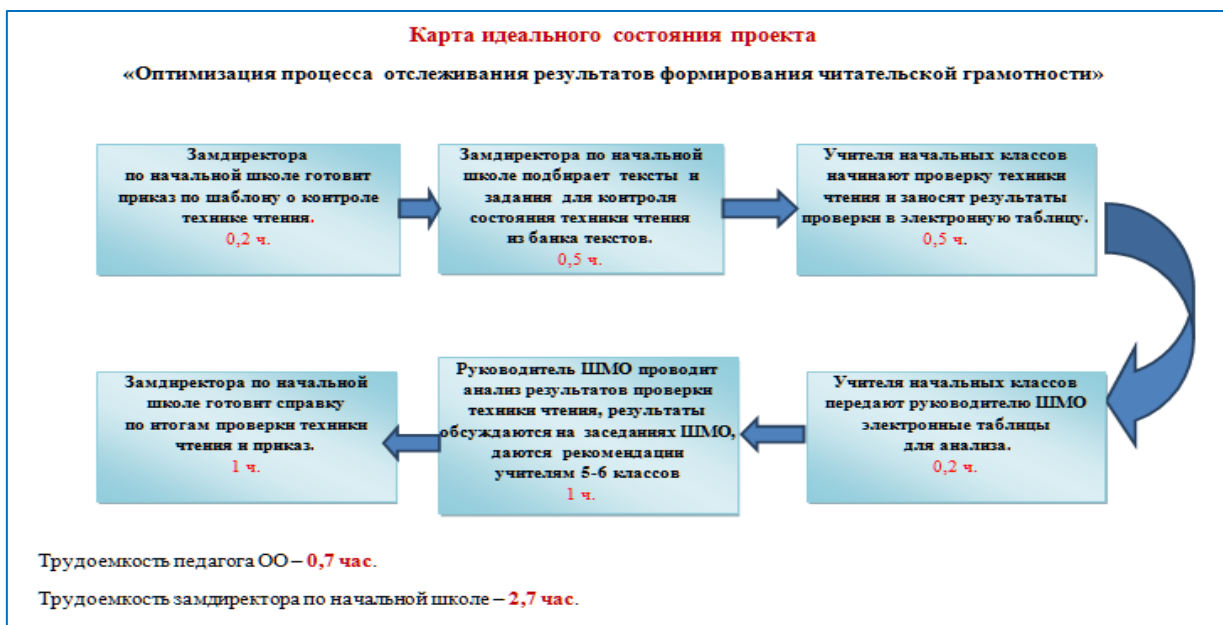 Карта идеального состояния проекта
«Оптимизация процесса отслеживания результатов формирования читательской грамотности»
Замдиректора
по начальной школе готовит
приказ по шаблону о контроле
технике чтения.
0,2 ч.
Замдиректора по начальной
школе подбирает тексты и
задания для контроля
состояния техники чтения
из банка текстов.
0,5 ч.
Учителя начальных классов
начинают проверку техники
чтения и заносят результаты
проверки в электронную таблицу.
0,5 ч.
Учителя начальных классов
передают руководителю ШМО
электронные таблицы
для анализа.
0,2 ч.
Руководитель ШМО проводит
анализ результатов проверки
техники чтения, результаты
обсуждаются на заседаниях ШМО,
даются рекомендации
учителям 5-6 классов
1 ч.
Замдиректора по начальной
школе готовит справку
по итогам проверки техники
чтения и приказ.
1 ч.
Трудоемкость педагога ОО – 0,7 час.
Трудоемкость замдиректора по начальной школе – 2,7 час.